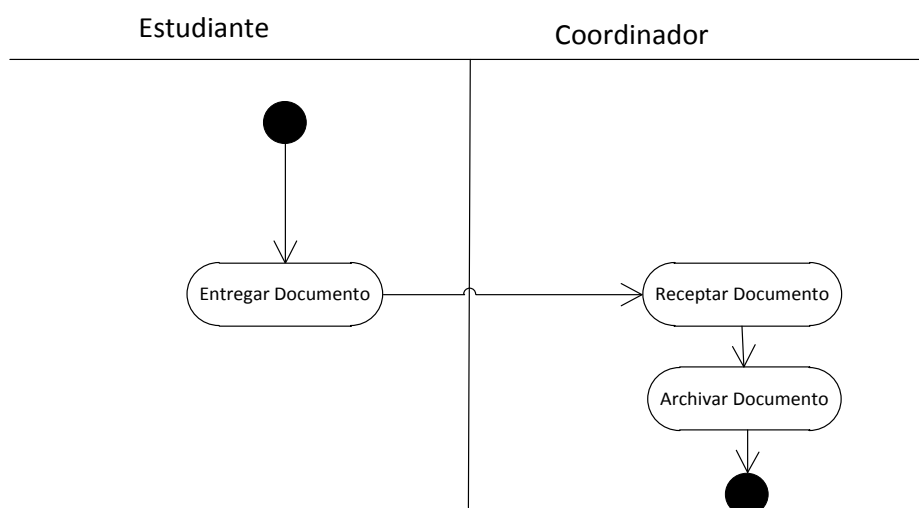 Estudiante
Coordinador
Entregar Documento
Receptar Documento
Archivar Documento